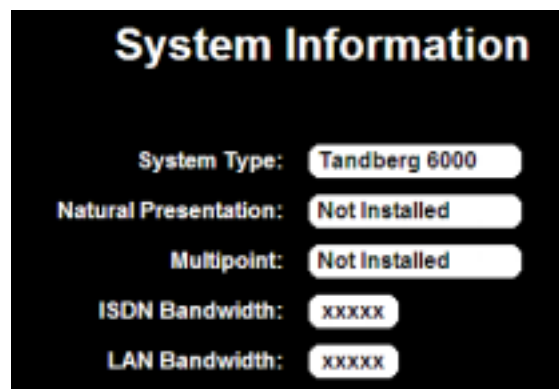 System Information
System Type: Tandberg 6000
Natural Presentation: Not Installed
Multipoint: Not Installed
ISDN Bandwidth: xxxxx
LAN Bandwidth: xxxxx